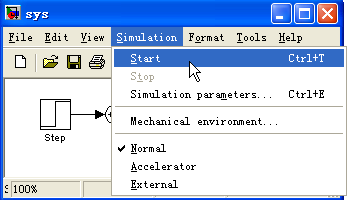 sys
File Edit View Simulation Format Tools Help
Start Ctrl+T
Stop
Simulation parameters... Ctrl+E
Mechanical environment...
Step
Normal
Accelerator
External
100%